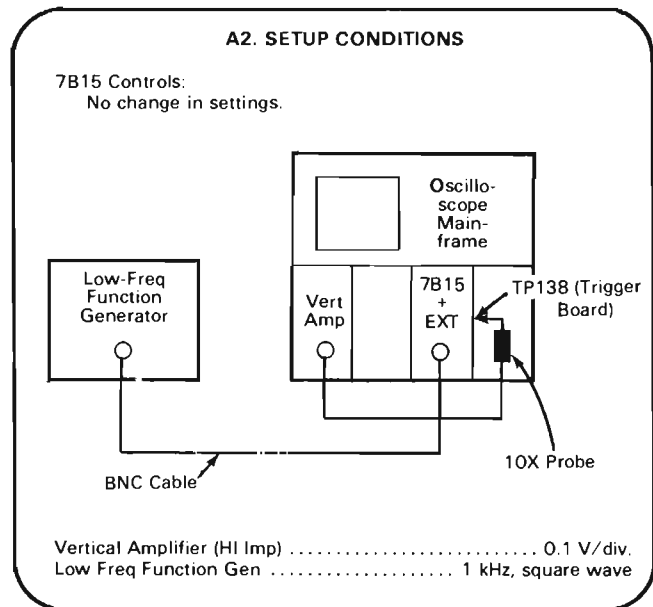 A2. SETUP CONDITIONS
7B15 Controls:
No change in settings.
Oscillo-
scope
Main-
frame
Low-Freq
Function
Generator
Vert
Amp
7B15
+
EXT
TP138 (Trigger
Board)
BNC Cable
10X Probe
Vertical Amplifier (HI Imp) ............................ 0.1 V/div.
Low Freq Function Gen ................... 1 kHz, square wave